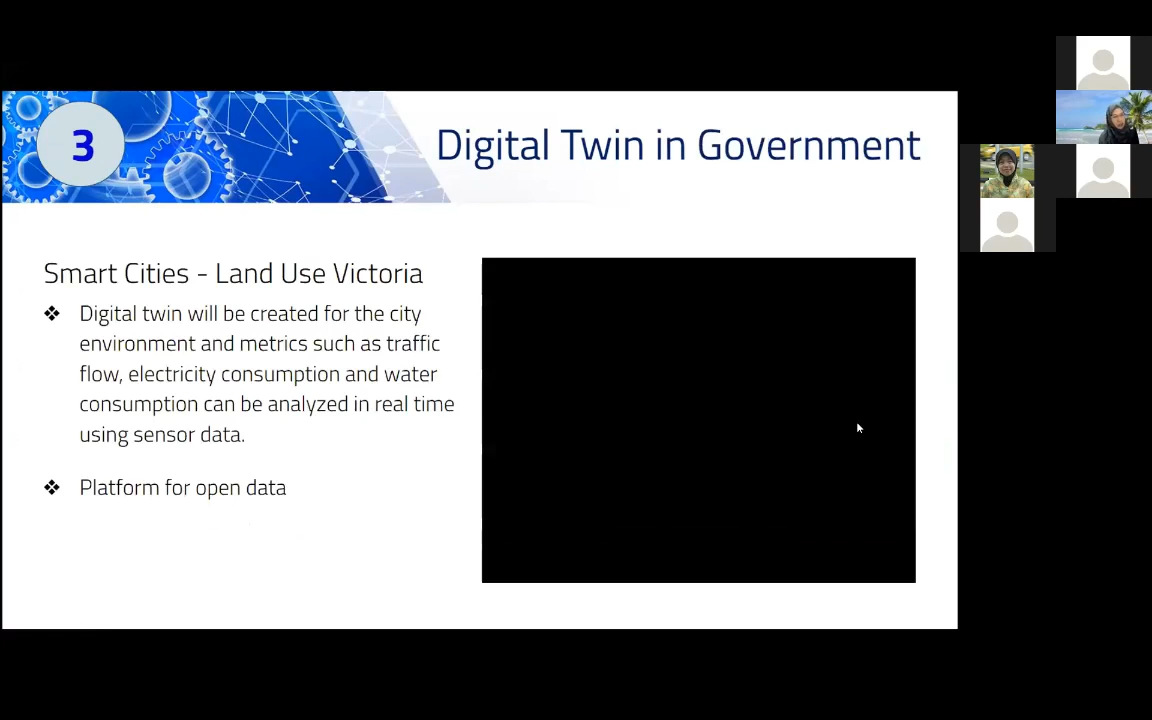 3
Digital Twin in Government
Smart Cities - Land Use Victoria
❖ Digital twin will be created for the city
environment and metrics such as traffic
flow, electricity consumption and water
consumption can be analyzed in real time
using sensor data.
❖ Platform for open data